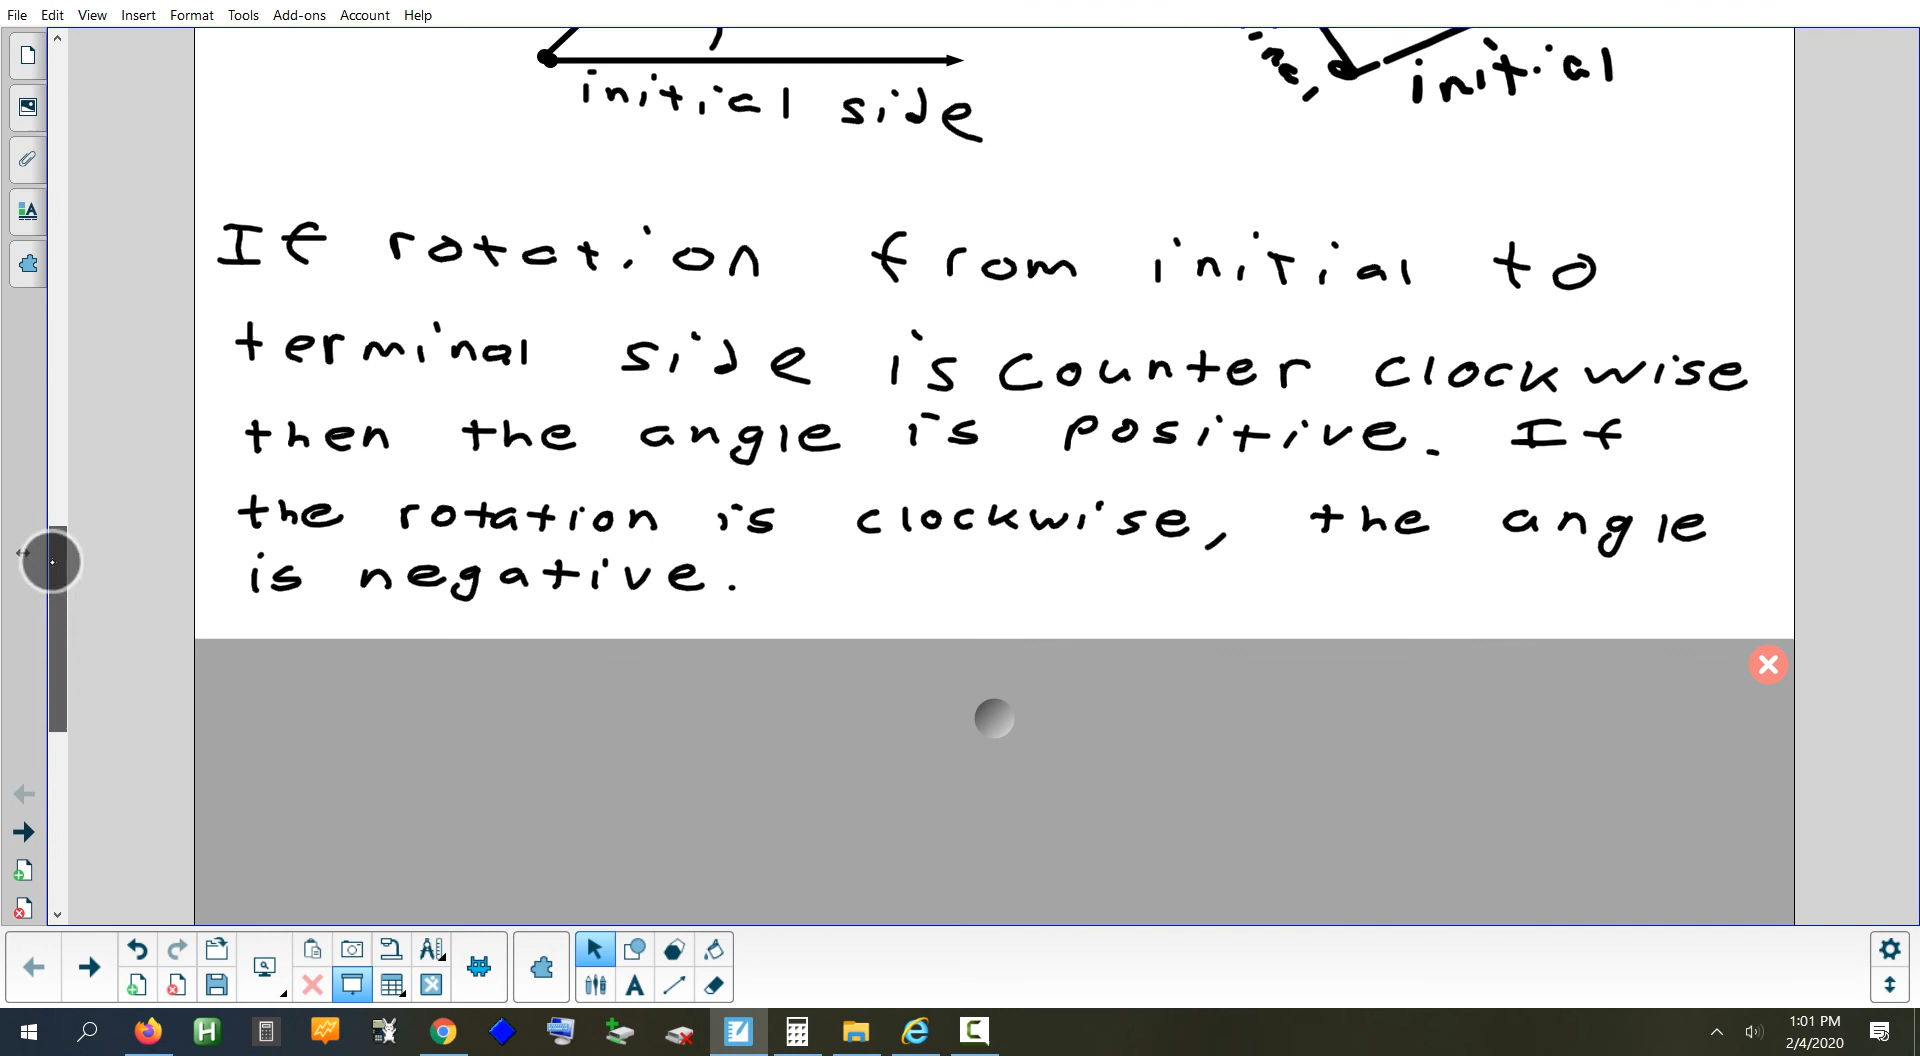 File Edit View Insert Format Tools Add-ons Account Help
initial side
initial
If rotation from initial to
terminal side is counter clockwise
then the angle is positive. If
the rotation is clockwise, the angle
is negative.
1:01 PM
2/4/2020